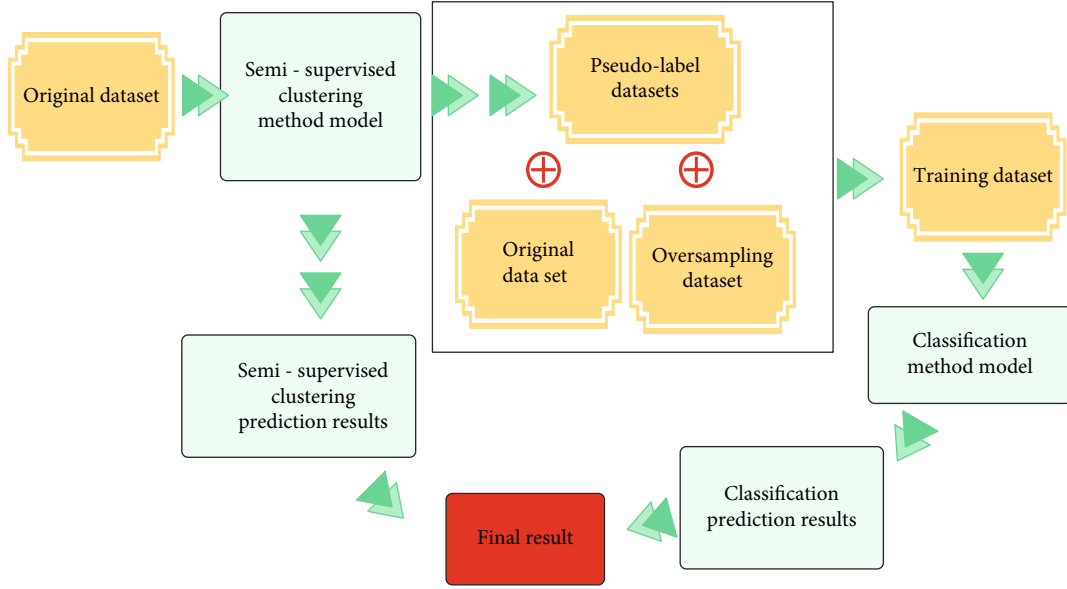 Original dataset
Semi - supervised
clustering
method model
Pseudo-label
datasets
Original
data set
Oversampling
dataset
Training dataset
Classification
method model
Semi - supervised
clustering
prediction results
Classification
prediction results
Final result